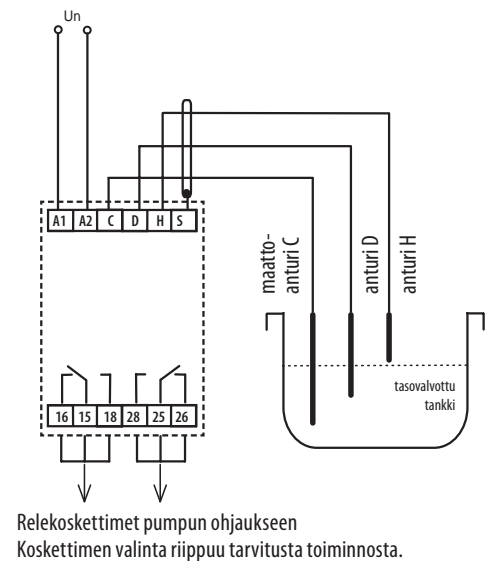 Un
A1 A2 C D H S
maatto-
anturi C
anturi D
anturi H
tasovalvottu
tankki
16 15 18 28 25 26
Relekoskettimet pumpun ohjaukseen
Koskettimen valinta riippuu tarvitusta toiminnosta.